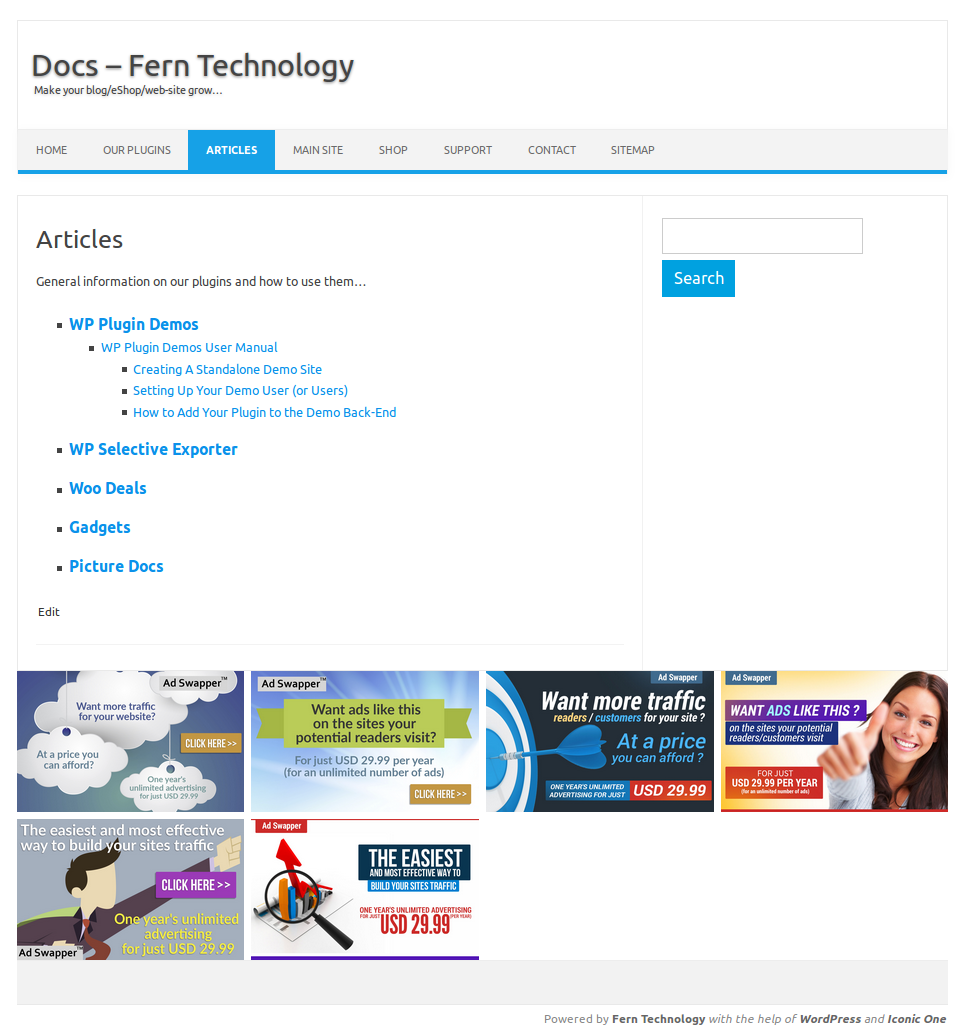 Docs – Fern Technology
Make your blog/eShop/web-site grow…
HOME OUR PLUGINS ARTICLES MAIN SITE SHOP SUPPORT CONTACT SITEMAP
Articles
General information on our plugins and how to use them…
WP Plugin Demos
WP Plugin Demos User Manual
Creating A Standalone Demo Site
Setting Up Your Demo User (or Users)
How to Add Your Plugin to the Demo Back-End
WP Selective Exporter
Woo Deals
Gadgets
Picture Docs
Edit
Search
Ad Swapper™
Want more traffic
for your website?
CLICK HERE >>
At a price you
can afford?
One year's
unlimited advertising
for just USD 29.99
Ad Swapper™
Want ads like this
on the sites your
potential readers visit?
For just USD 29.99 per year
(for an unlimited number of ads)
CLICK HERE >>
Ad Swapper
Want more traffic
readers / customers for your site ?
At a price
you can afford ?
ONE YEAR'S UNLIMITED
ADVERTISING FOR JUST
USD 29.99
Ad Swapper
WANT ADS LIKE THIS ?
on the sites your potential
readers/customers visit
FOR JUST
USD 29.99 PER YEAR
(for an unlimited number of ads)
The easiest and most effective
way to build your sites traffic
CLICK HERE >>
One year's unlimited
advertising
for just USD 29.99
Ad Swapper™
Ad Swapper
THE EASIEST
AND MOST EFFECTIVE WAY TO
BUILD YOUR SITES TRAFFIC
ONE YEAR'S UNLIMITED ADVERTISING
FOR JUST USD 29.99 (PER YEAR)
Powered by Fern Technology with the help of WordPress and Iconic One